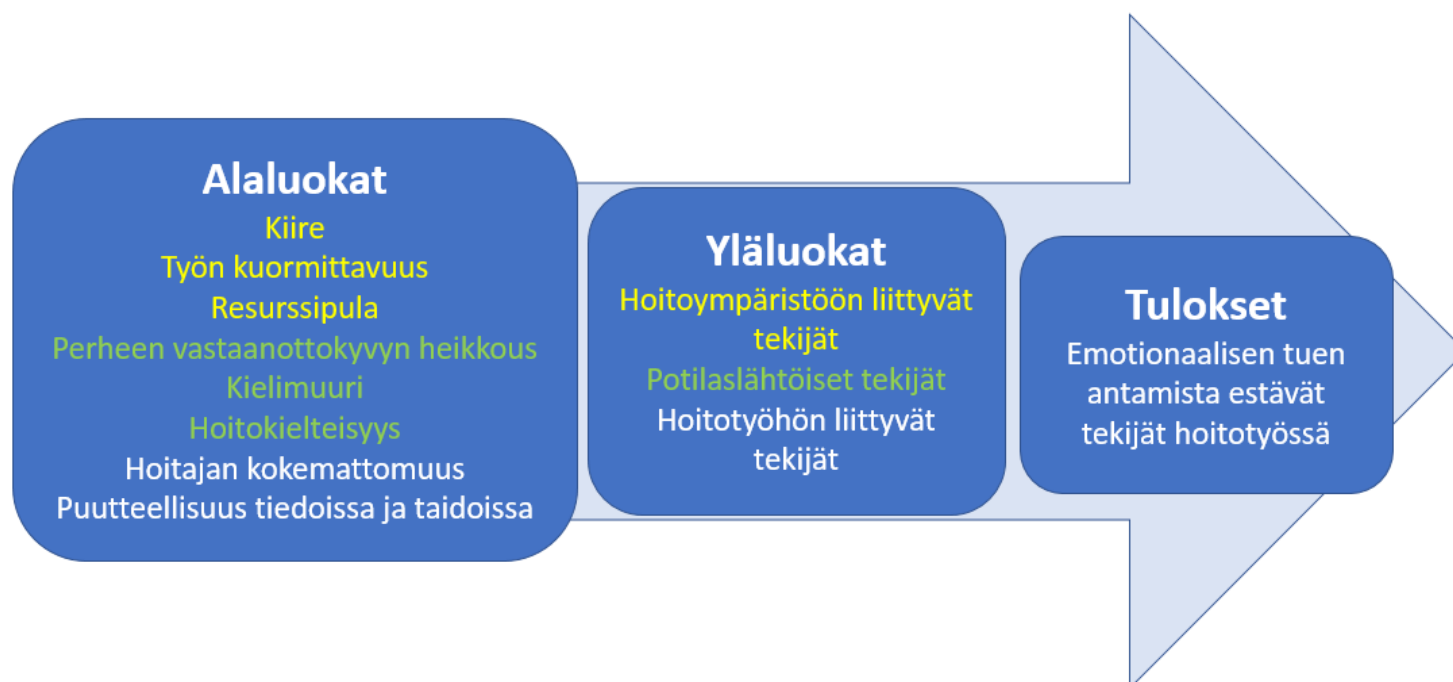 Alaluokat
Kiire
Työn kuormittavuus
Resurssipula
Perheen vastaanottokyvyn heikkous
Kielimuuri
Hoitokielteisyys
Hoitajan kokemattomuus
Puutteellisuus tiedoissa ja taidoissa
Yläluokat
Hoitoympäristöön liittyvät
tekijät
Potilaslähtöiset tekijät
Hoitotyöhön liittyvät
tekijät
Tulokset
Emotionaalisen tuen
antamista estävät
tekijät hoitotyössä